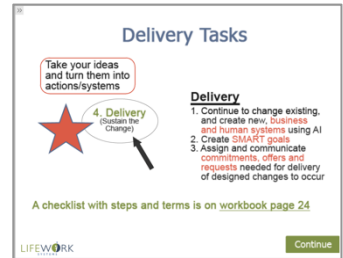 Delivery Tasks
Take your ideas
and turn them into
actions/systems
4. Delivery
(Sustain the
Change)
Delivery
1. Continue to change existing,
and create new, business
and human systems using AI
2. Create SMART goals
3. Assign and communicate
commitments, offers and
requests needed for delivery
of designed changes to occur
A checklist with steps and terms is on workbook page 24
LIFEWORK
Continue